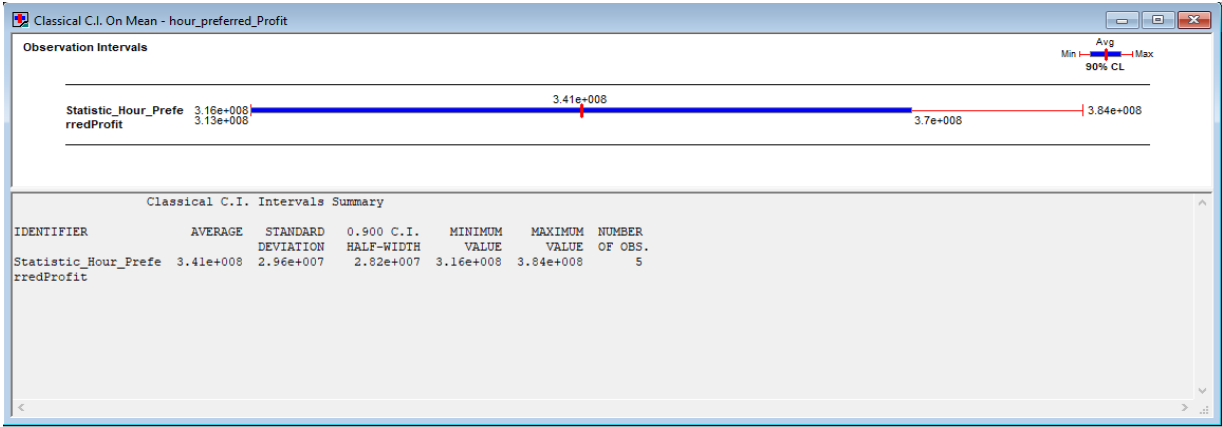 Classical C.I. On Mean - hour_preferred_Profit
Observation Intervals
Avg
Min Max
90% CL
3.41e+008
Statistic_Hour_Prefe 3.16e+008 3.84e+008
rredProfit 3.13e+008 3.7e+008
Classical C.I. Intervals Summary
IDENTIFIER AVERAGE STANDARD 0.900 C.I. MINIMUM MAXIMUM NUMBER
DEVIATION HALF-WIDTH VALUE VALUE OF OBS.
Statistic_Hour_Prefe 3.41e+008 2.96e+007 2.82e+007 3.16e+008 3.84e+008 5
rredProfit